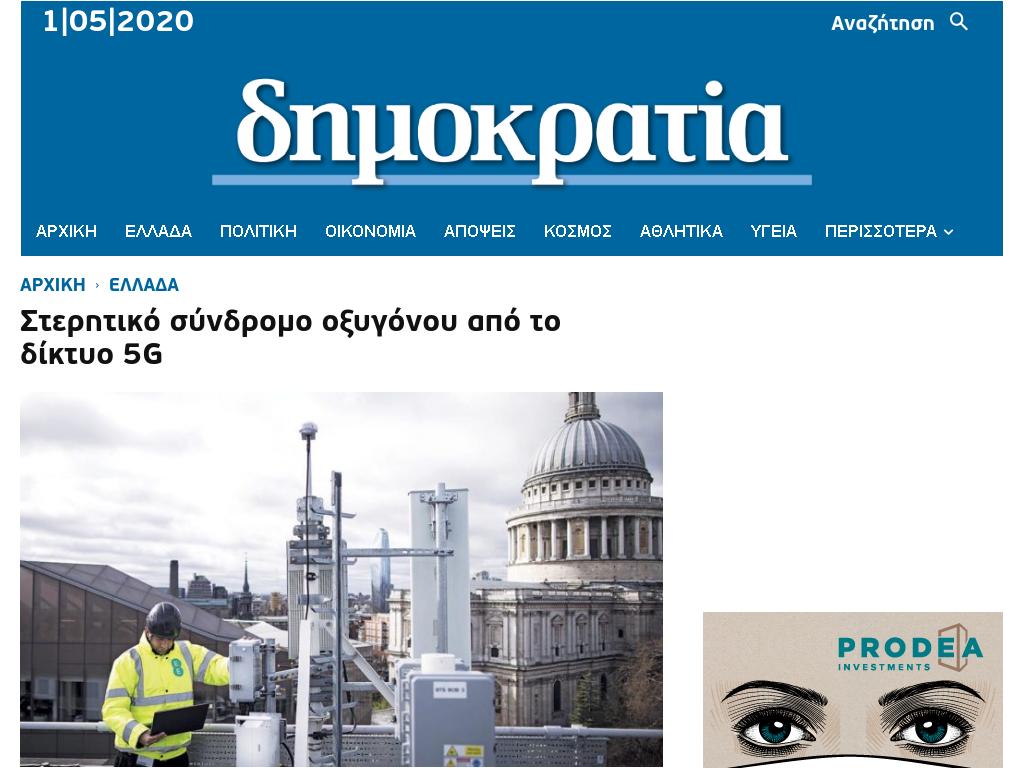 1|05|2020
Αναζήτηση
δημοκρατία
ΑΡΧΙΚΗ ΕΛΛΑΔΑ ΠΟΛΙΤΙΚΗ ΟΙΚΟΝΟΜΙΑ ΑΠΟΨΕΙΣ ΚΟΣΜΟΣ ΑΘΛΗΤΙΚΑ ΥΓΕΙΑ ΠΕΡΙΣΣΟΤΕΡΑ
ΑΡΧΙΚΗ › ΕΛΛΑΔΑ
Στερητικό σύνδρομο οξυγόνου από το
δίκτυο 5G
PRODEA
INVESTMENTS